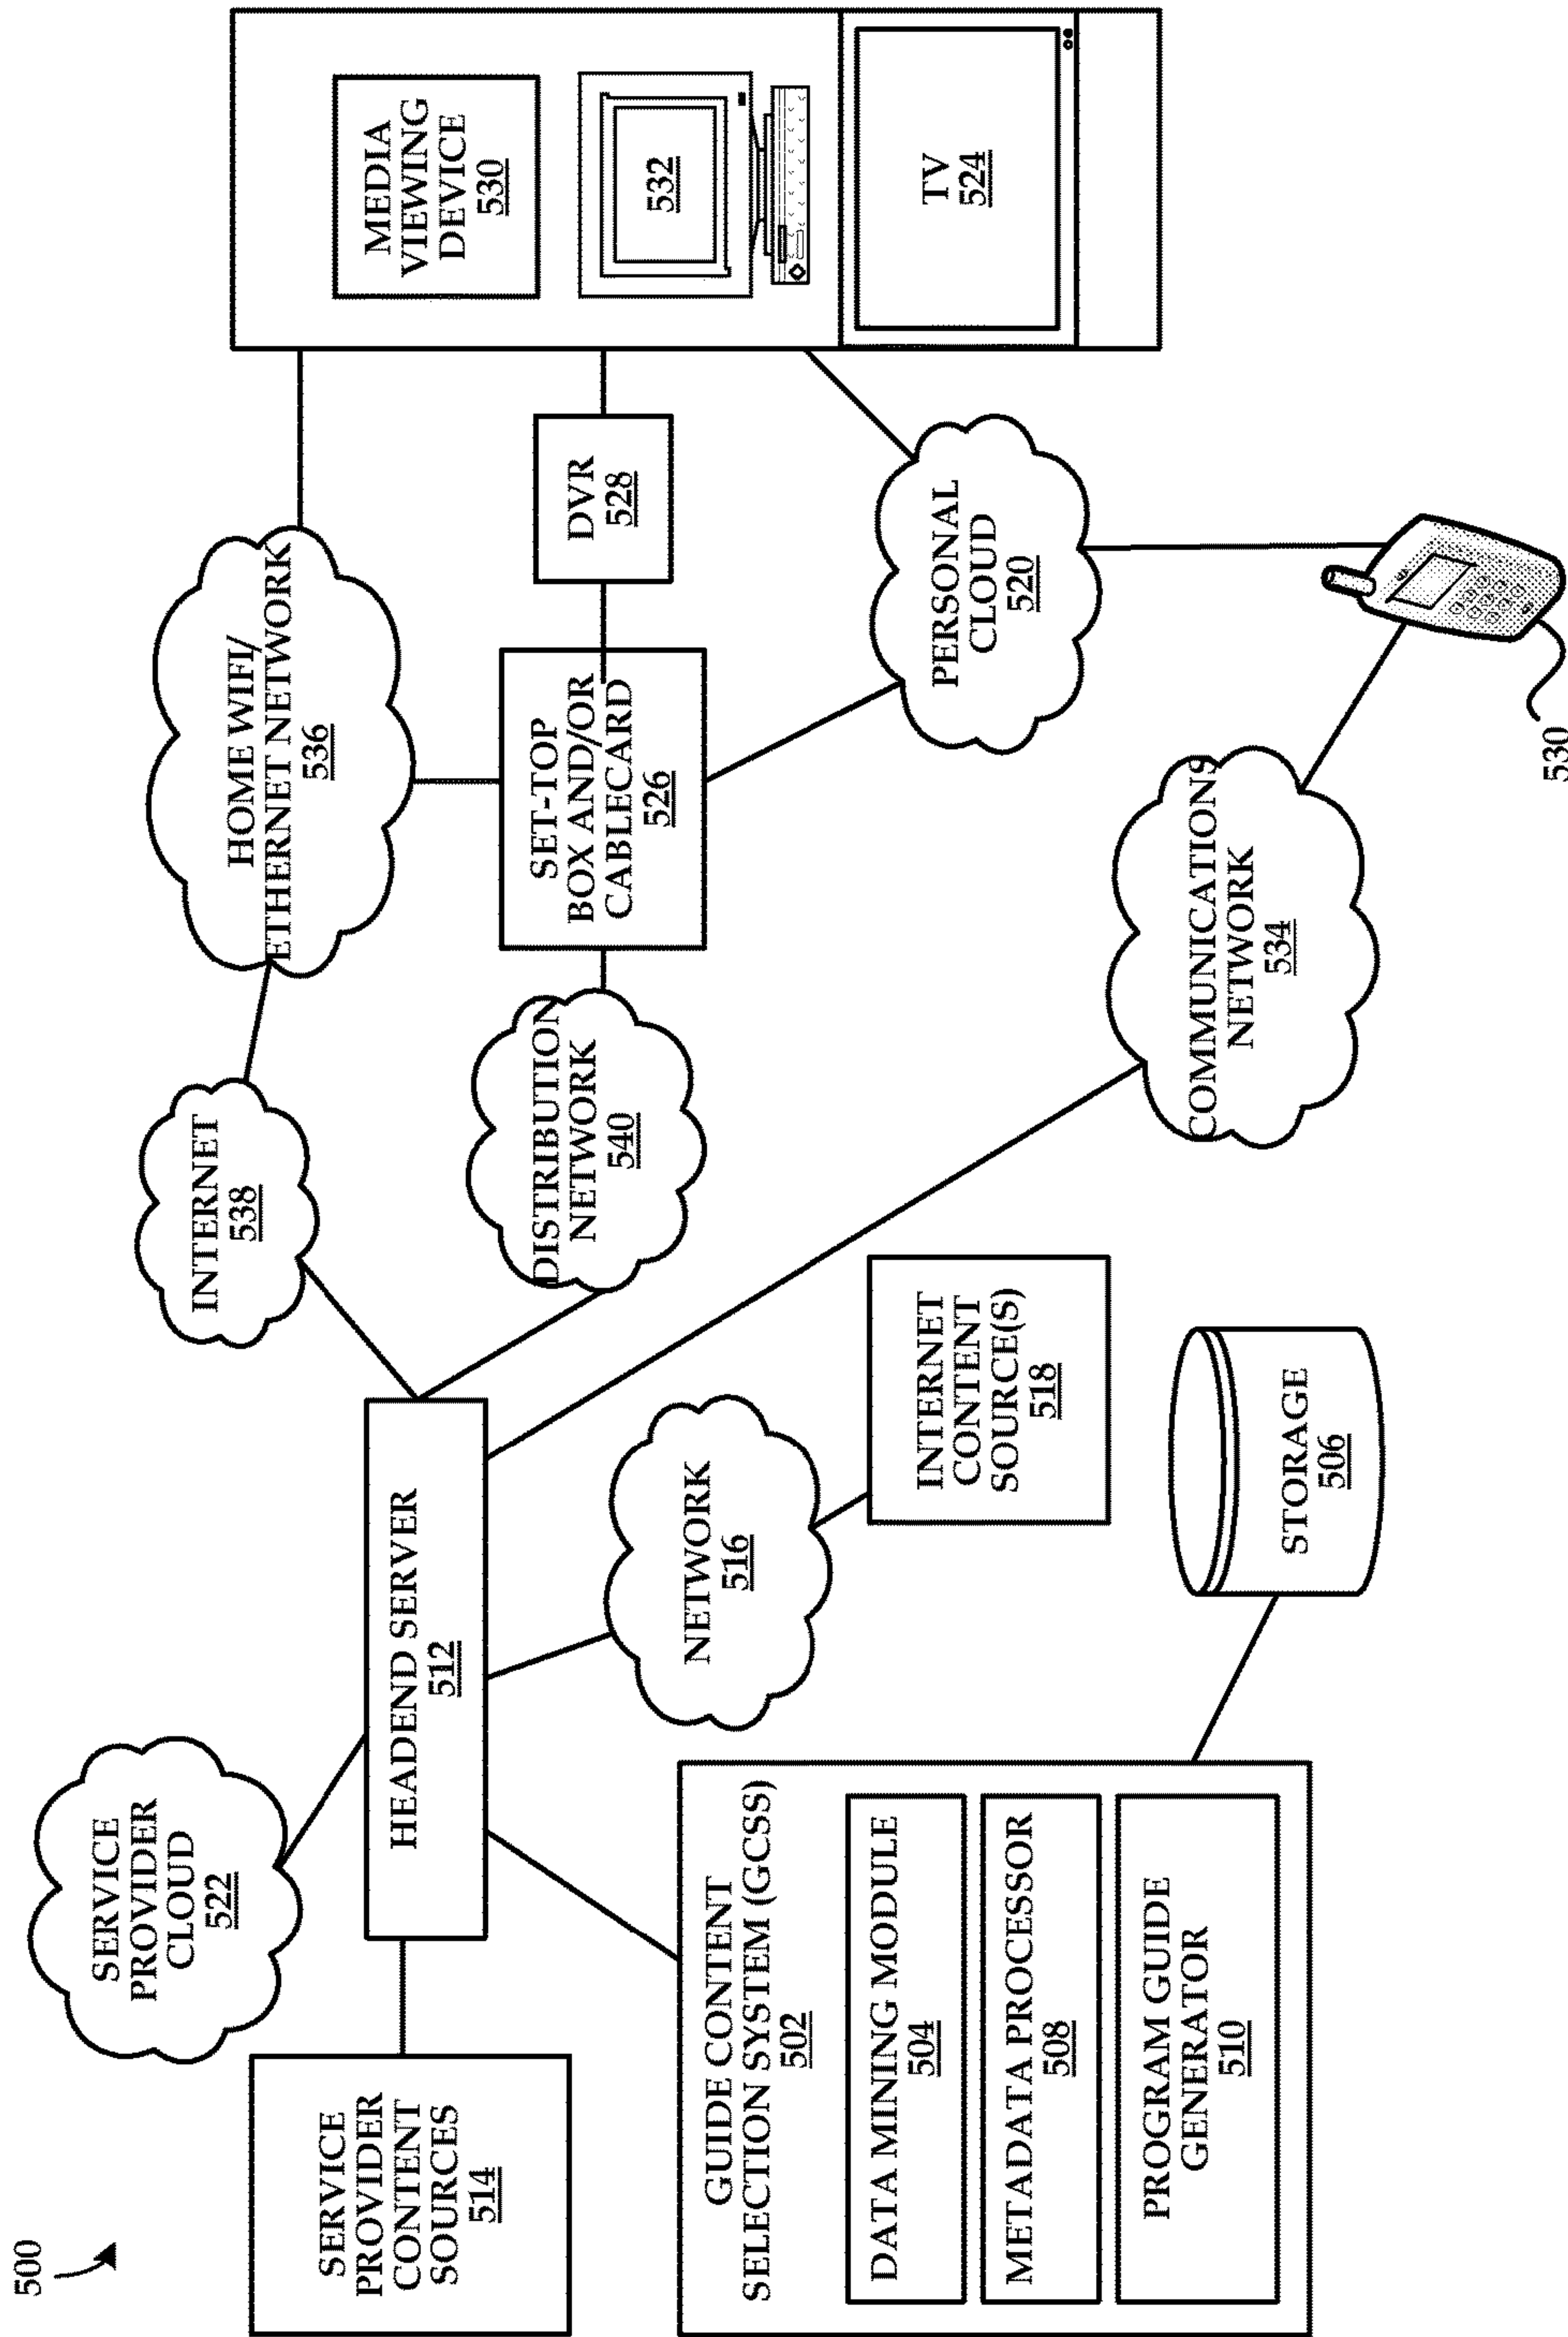 500
SERVICE
PROVIDER
CONTENT
SOURCES
514
SERVICE
PROVIDER
CLOUD
522
HEADEND SERVER
512
INTERNET
538
HOME WIFI/
ETHERNET NETWORK
536
DISTRIBUTION
NETWORK
540
SET-TOP
BOX AND/OR
CABLECARD
526
DVR
528
MEDIA
VIEWING
DEVICE
530
532
TV
524
PERSONAL
CLOUD
520
COMMUNICATIONS
NETWORK
534
530
NETWORK
516
INTERNET
CONTENT
SOURCE(S)
518
STORAGE
506
GUIDE CONTENT
SELECTION SYSTEM (GCSS)
502
DATA MINING MODULE
504
METADATA PROCESSOR
508
PROGRAM GUIDE
GENERATOR
510